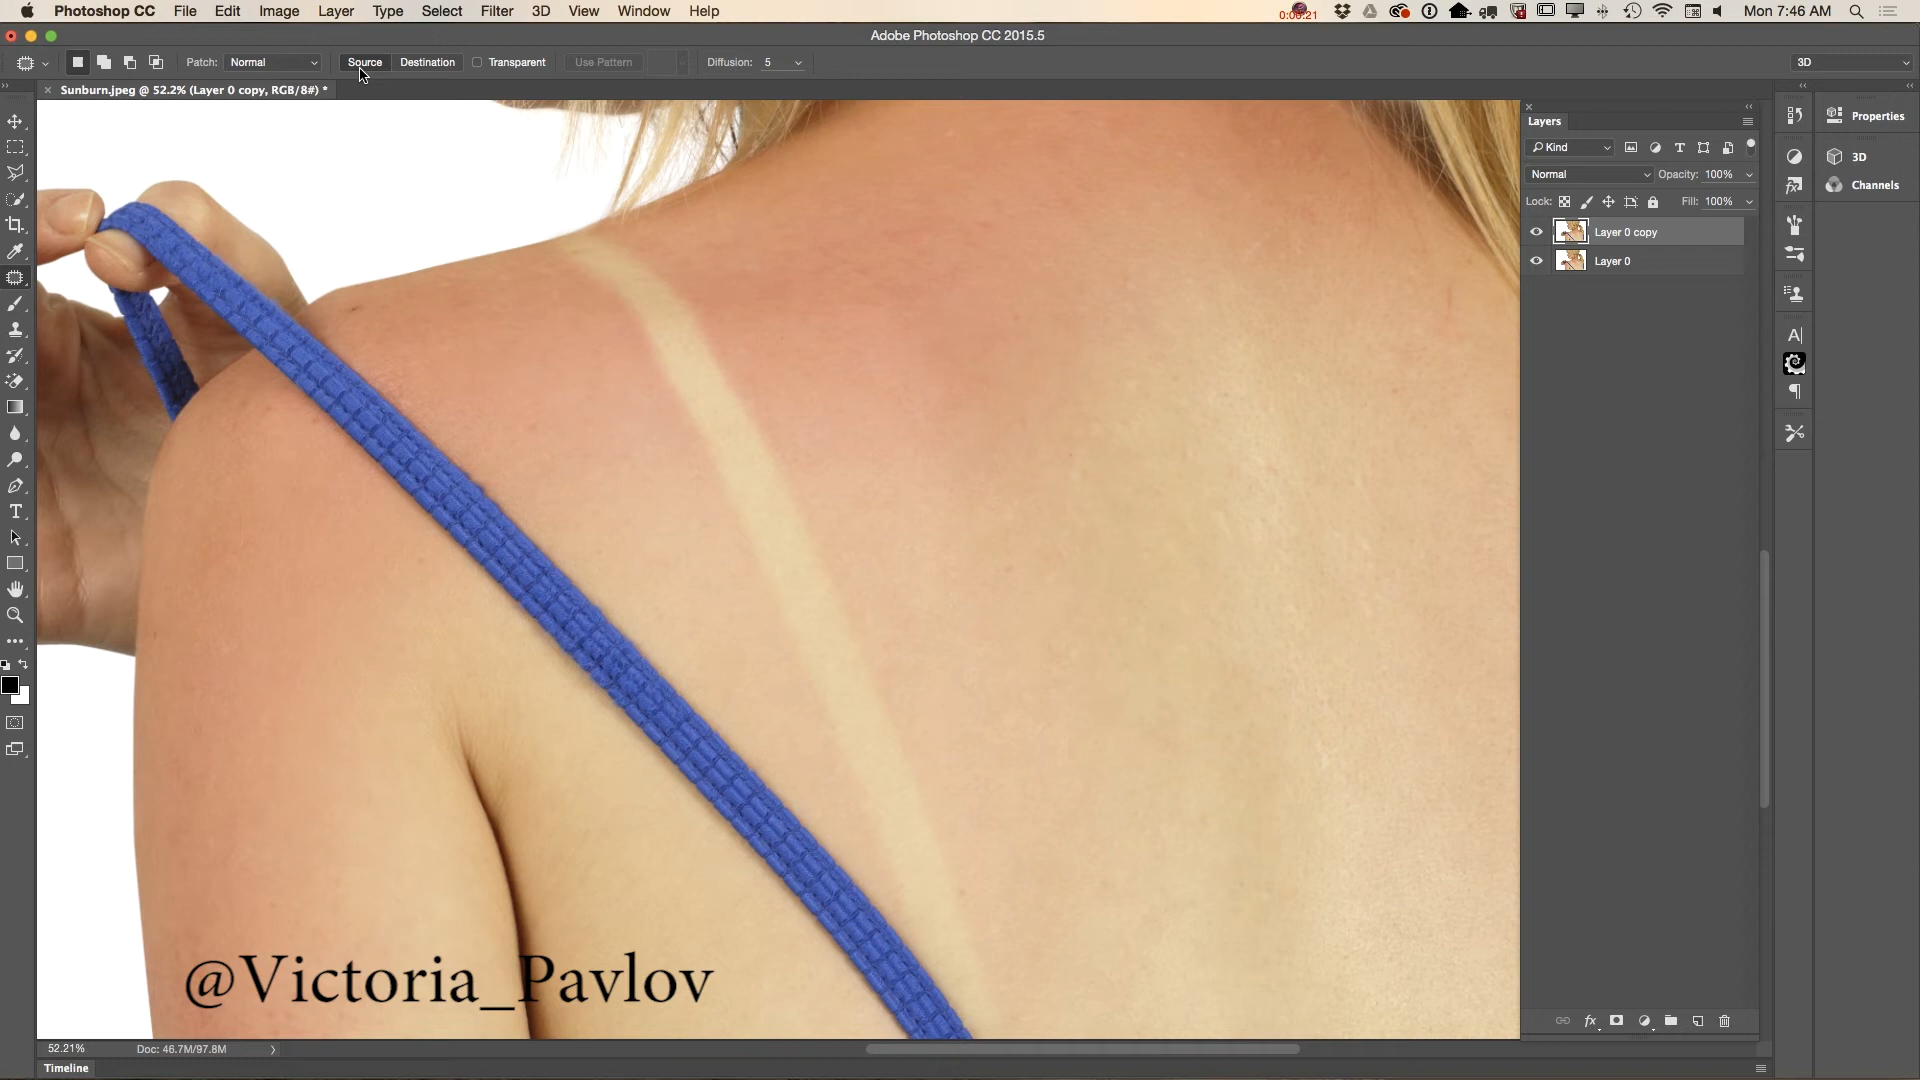 Photoshop CC File Edit Image Layer Type Select Filter 3D View Window Help Mon 7:46 AM
Adobe Photoshop CC 2015.5
Patch: Normal Source Destination Transparent Use Pattern Diffusion: 5 3D
Sunburn.jpeg @ 52.2% (Layer 0 copy, RGB/8#) *
Layers
Properties
Kind
3D
Normal Opacity: 100%
Channels
Lock: Fill: 100%
Layer 0 copy
Layer 0
@Victoria_Pavlov
52.21% Doc: 46.7M/97.8M
Timeline